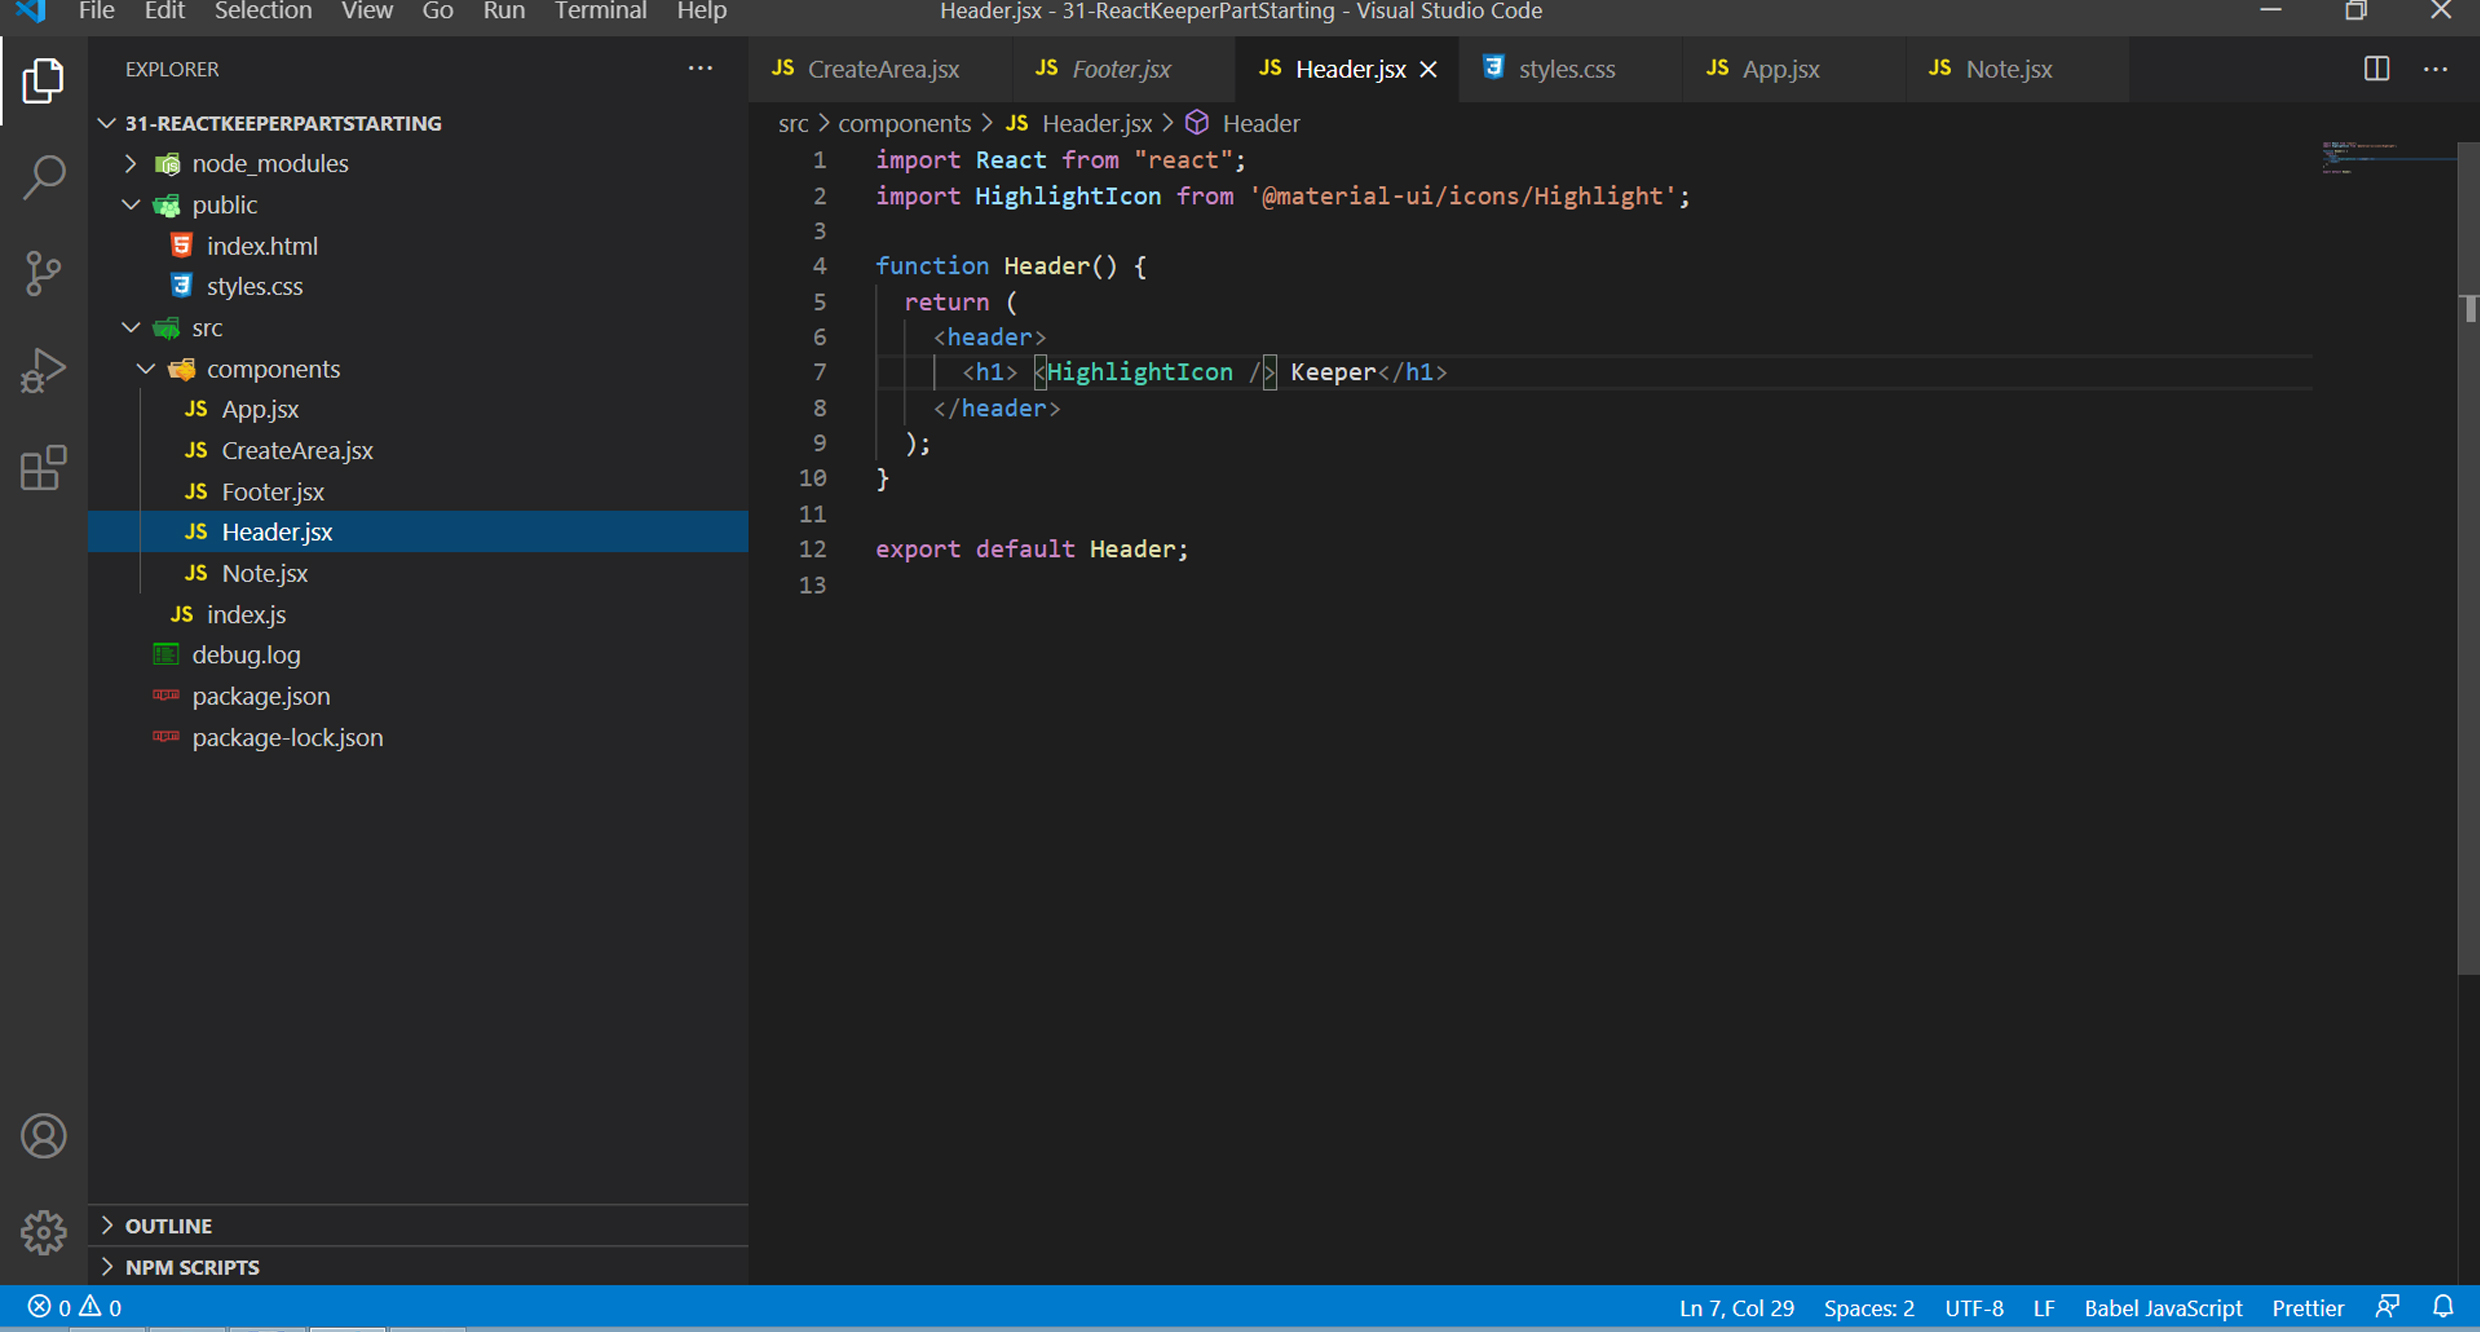 File Edit Selection View Go Run Terminal Help Header.jsx - 31-ReactKeeperPartStarting - Visual Studio Code
EXPLORER
31-REACTKEEPERPARTSTARTING
node_modules
public
index.html
styles.css
src
components
JS App.jsx
JS CreateArea.jsx
JS Footer.jsx
JS Header.jsx
JS Note.jsx
JS index.js
debug.log
package.json
package-lock.json
OUTLINE
NPM SCRIPTS
JS CreateArea.jsx JS Footer.jsx JS Header.jsx styles.css JS App.jsx JS Note.jsx
src > components > JS Header.jsx > Header
1 import React from "react";
2 import HighlightIcon from '@material-ui/icons/Highlight';
3
4 function Header() {
5 return (
6 <header>
7 <h1> <HighlightIcon /> Keeper</h1>
8 </header>
9 );
10 }
11
12 export default Header;
13
0 0 Ln 7, Col 29 Spaces: 2 UTF-8 LF Babel JavaScript Prettier